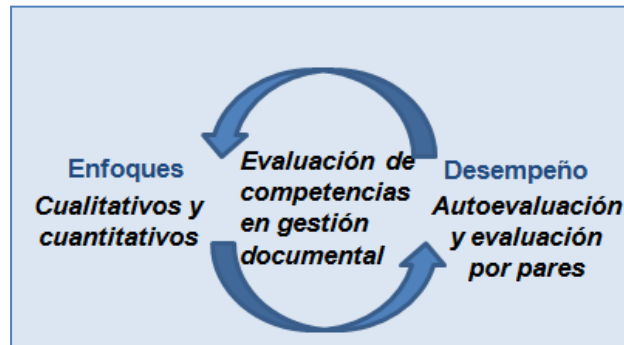 Enfoques
Cualitativos y
cuantitativos
Evaluación de
competencias
en gestión
documental
Desempeño
Autoevaluación
y evaluación
por pares